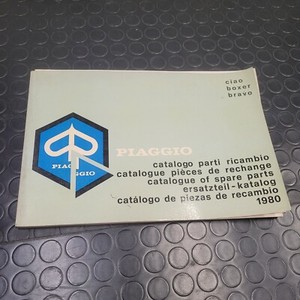 ciao
boxer
bravo
PIAGGIO
PIAGGIO
catalogo parti ricambio
catalogue pièces de rechange
catalogue of spare parts
ersatzteil-katalog
catálogo de piezas de recambio
1980